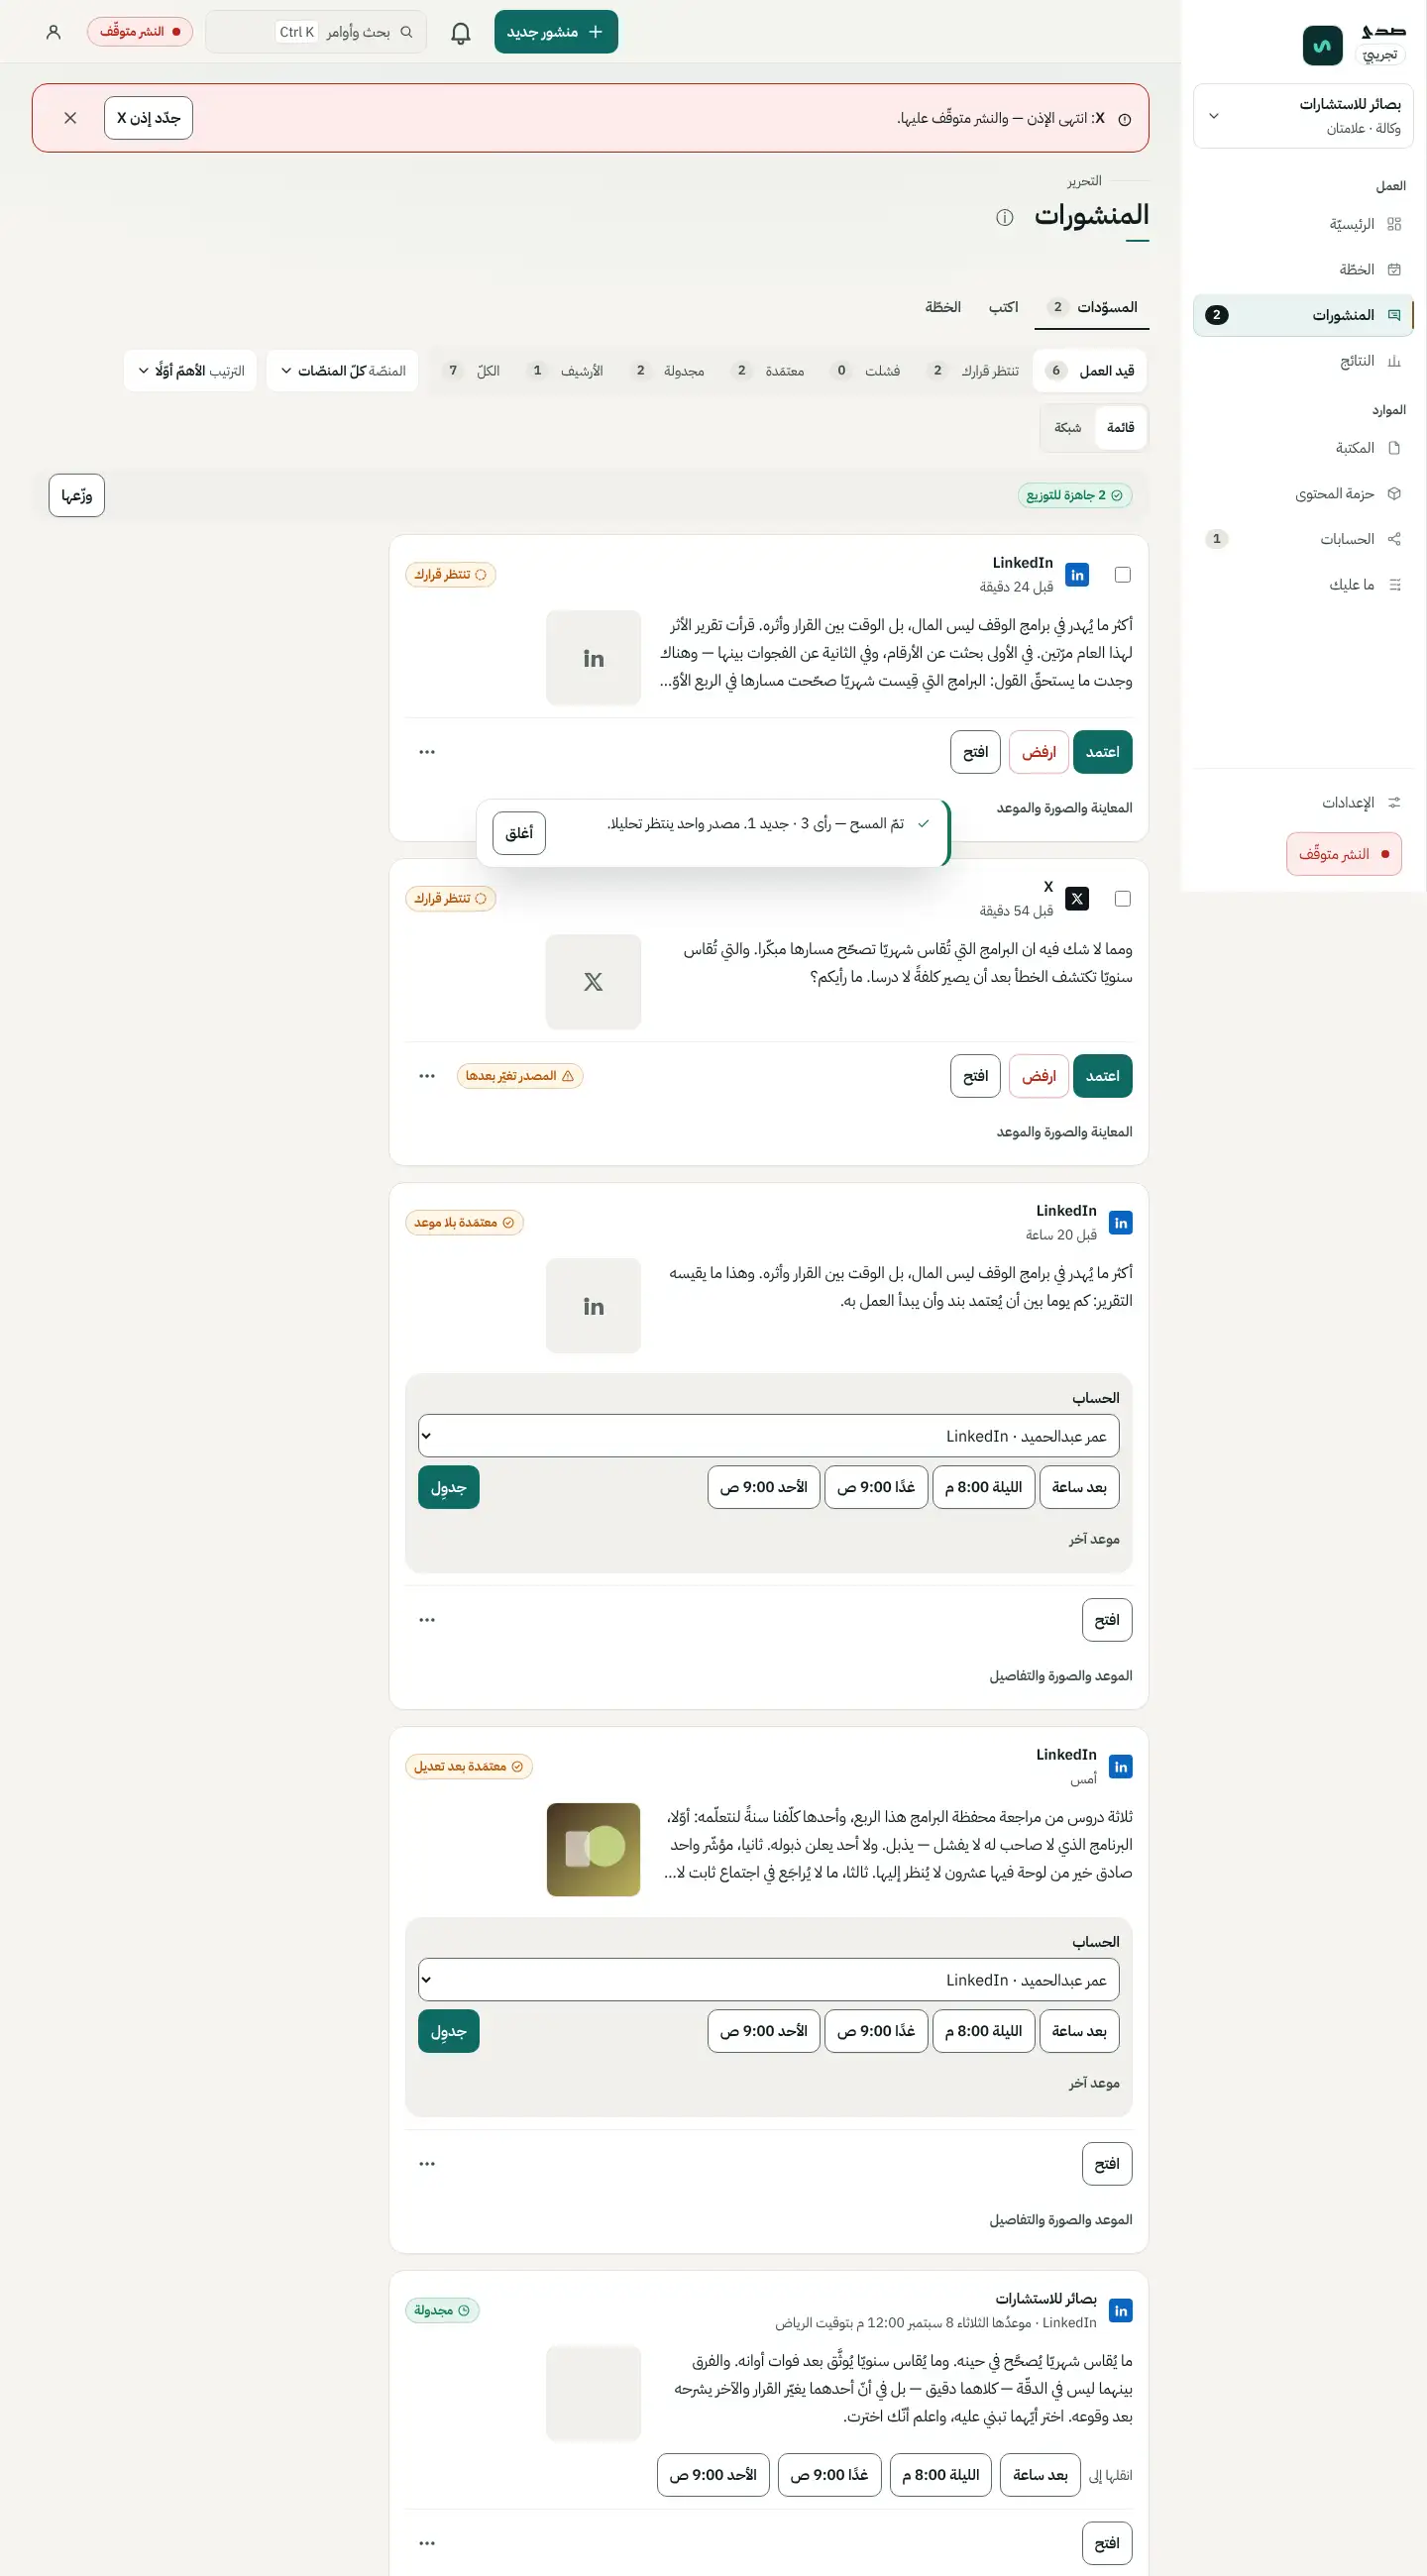 صدى
تجريبيّ
بصائر للاستشارات
وكالة · علامتان
العمل
الرئيسيّة
الخطّة
المنشورات 2
النتائج
الموارد
المكتبة
حزمة المحتوى
الحسابات 1
ما عليك
الإعدادات
النشر متوقّف
منشور جديد
بحث وأوامر Ctrl K
النشر متوقّف
X: انتهى الإذن — والنشر متوقّف عليها.
جدّد إذن X
التحرير
المنشورات
المسوّدات 2
اكتب
الخطّة
قيد العمل 6
تنتظر قرارك 2
فشلت 0
معتمَدة 2
مجدولة 2
الأرشيف 1
الكلّ 7
المنصّة كلّ المنصّات
الترتيب الأهمّ أوّلًا
قائمة
شبكة
2 جاهزة للتوزيع
وزّعها
LinkedIn
قبل 24 دقيقة
تنتظر قرارك
أكثر ما يُهدر في برامج الوقف ليس المال، بل الوقت بين القرار وأثره. قرأت تقرير الأثر
لهذا العام مرّتين. في الأولى بحثت عن الأرقام، وفي الثانية عن الفجوات بينها — وهناك
وجدت ما يستحقّ القول: البرامج التي قِيست شهريّا صحّحت مسارها في الربع الأوّ...
in
اعتمد
ارفض
افتح
المعاينة والصورة والموعد
تمّ المسح — رأى 3 · جديد 1. مصدر واحد ينتظر تحليلا.
أغلق
X
قبل 54 دقيقة
تنتظر قرارك
ومما لا شك فيه ان البرامج التي تُقاس شهريّا تصحّح مسارها مبكّرا. والتي تُقاس
سنويّا تكتشف الخطأ بعد أن يصير كلفةً لا درسا. ما رأيكم؟
X
اعتمد
ارفض
افتح
المصدر تغيّر بعدها
المعاينة والصورة والموعد
LinkedIn
قبل 20 ساعة
معتمَدة بلا موعد
أكثر ما يُهدر في برامج الوقف ليس المال، بل الوقت بين القرار وأثره. وهذا ما يقيسه
التقرير: كم يوما بين أن يُعتمد بند وأن يبدأ العمل به.
in
الحساب
عمر عبدالحميد · LinkedIn
بعد ساعة
الليلة 8:00 م
غدًا 9:00 ص
الأحد 9:00 ص
جدوِل
موعد آخر
افتح
الموعد والصورة والتفاصيل
LinkedIn
أمس
معتمَدة بعد تعديل
ثلاثة دروس من مراجعة محفظة البرامج هذا الربع، وأحدها كلّفنا سنةً لنتعلّمه: أوّلا،
البرنامج الذي لا صاحب له لا يفشل — يذبل. ولا أحد يعلن ذبوله. ثانيا، مؤشّر واحد
صادق خير من لوحة فيها عشرون لا يُنظر إليها. ثالثا، ما لا يُراجَع في اجتماع ثابت لا...
الحساب
عمر عبدالحميد · LinkedIn
بعد ساعة
الليلة 8:00 م
غدًا 9:00 ص
الأحد 9:00 ص
جدوِل
موعد آخر
افتح
الموعد والصورة والتفاصيل
بصائر للاستشارات
LinkedIn · موعدُها الثلاثاء 8 سبتمبر 12:00 م بتوقيت الرياض
مجدولة
ما يُقاس شهريّا يُصحَّح في حينه. وما يُقاس سنويّا يُوثَّق بعد فوات أوانه. والفرق
بينهما ليس في الدقّة — كلاهما دقيق — بل في أنّ أحدهما يغيّر القرار والآخر يشرحه
بعد وقوعه. اختر أيّهما تبني عليه، واعلم أنّك اخترت.
انقلها إلى
بعد ساعة
الليلة 8:00 م
غدًا 9:00 ص
الأحد 9:00 ص
افتح